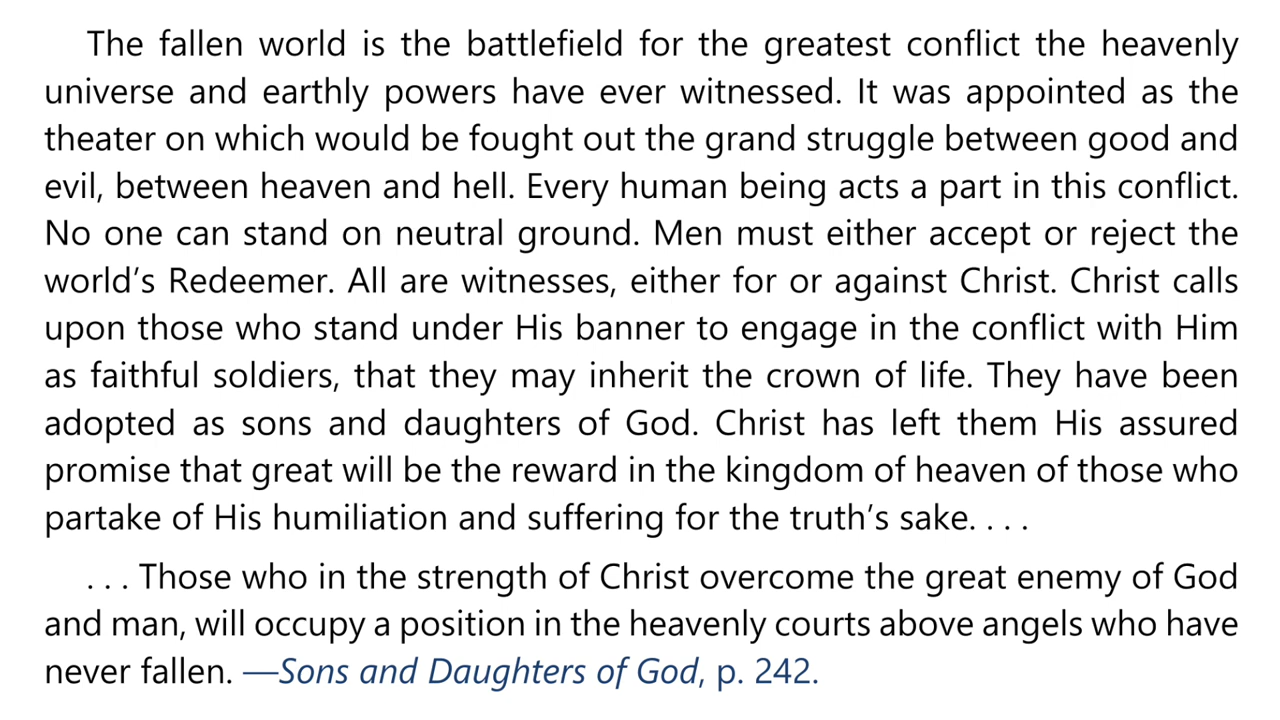 The fallen world is the battlefield for the greatest conflict the heavenly
universe and earthly powers have ever witnessed. It was appointed as the
theater on which would be fought out the grand struggle between good and
evil, between heaven and hell. Every human being acts a part in this conflict.
No one can stand on neutral ground. Men must either accept or reject the
world’s Redeemer. All are witnesses, either for or against Christ. Christ calls
upon those who stand under His banner to engage in the conflict with Him
as faithful soldiers, that they may inherit the crown of life. They have been
adopted as sons and daughters of God. Christ has left them His assured
promise that great will be the reward in the kingdom of heaven of those who
partake of His humiliation and suffering for the truth’s sake. . . .
. . . Those who in the strength of Christ overcome the great enemy of God
and man, will occupy a position in the heavenly courts above angels who have
never fallen. —Sons and Daughters of God, p. 242.